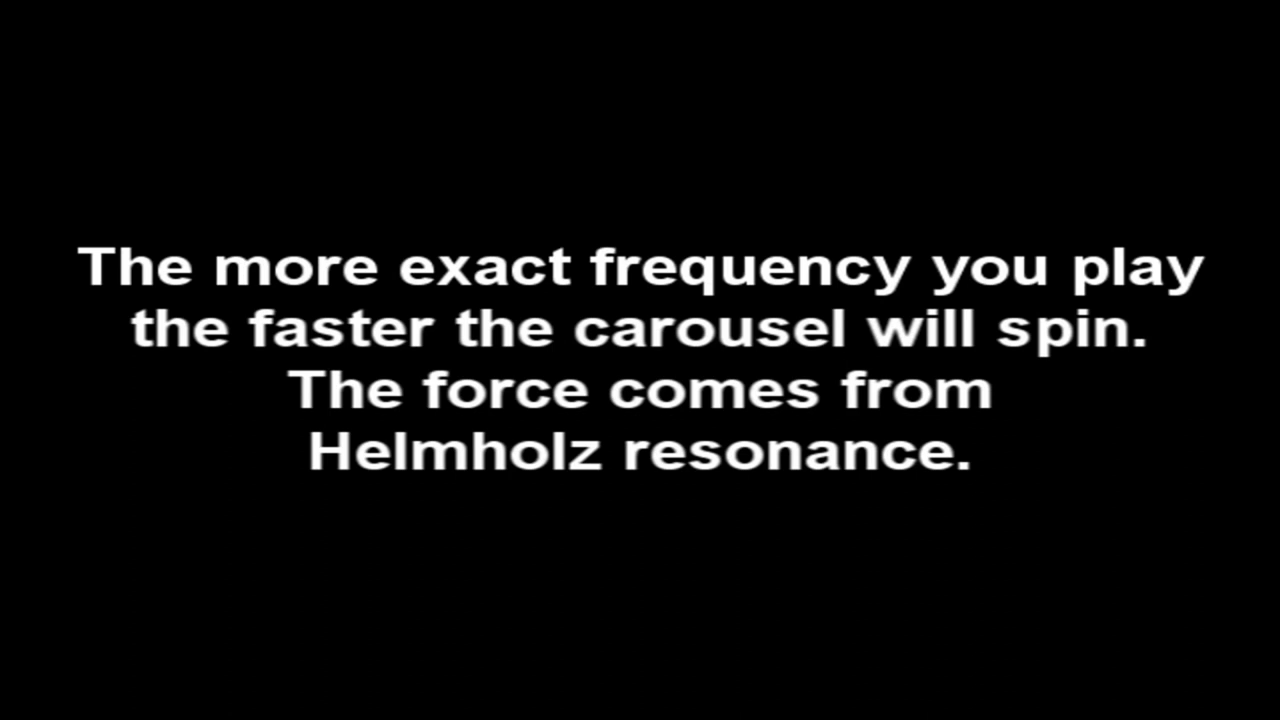 The more exact frequency you play
the faster the carousel will spin.
The force comes from
Helmholz resonance.